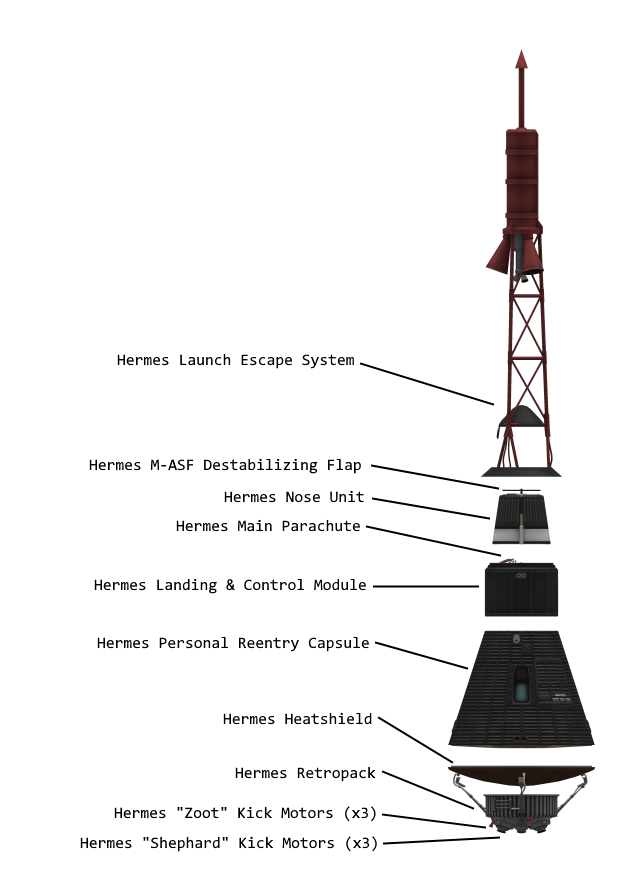 Hermes Launch Escape System
Hermes M-ASF Destabilizing Flap
Hermes Nose Unit
Hermes Main Parachute
Hermes Landing & Control Module
Hermes Personal Reentry Capsule
Hermes Heatshield
Hermes Retropack
Hermes "Zoot" Kick Motors (x3)
Hermes "Shephard" Kick Motors (x3)